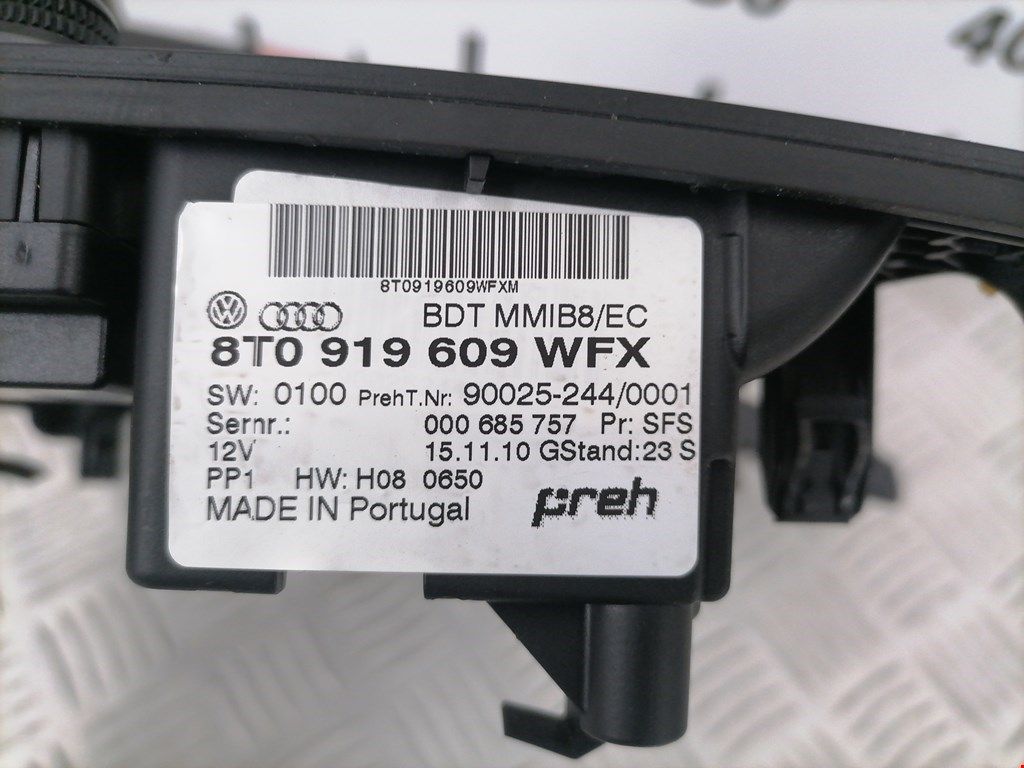 8T0919609WFXM
BDT MMIB8/EC
8T0 919 609 WFX
SW: 0100 PrehT.Nr: 90025-244/0001
Sernr.: 000 685 757 Pr: SFS
12V 15.11.10 GStand:23 S
PP1 HW: H08 0650
MADE IN Portugal preh
40